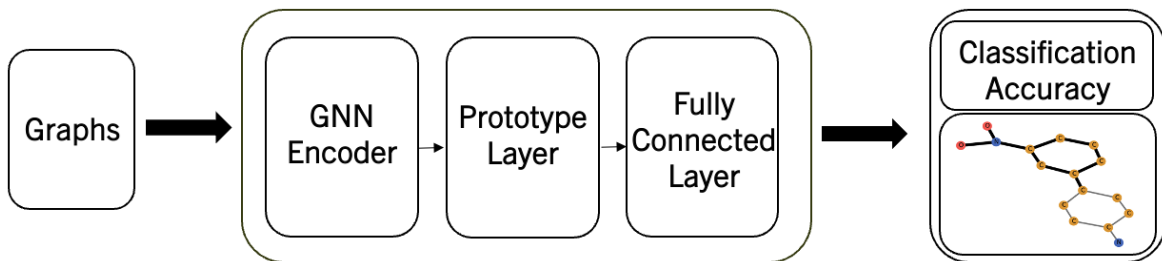 Graphs
GNN
Encoder
Prototype
Layer
Fully
Connected
Layer
Classification
Accuracy